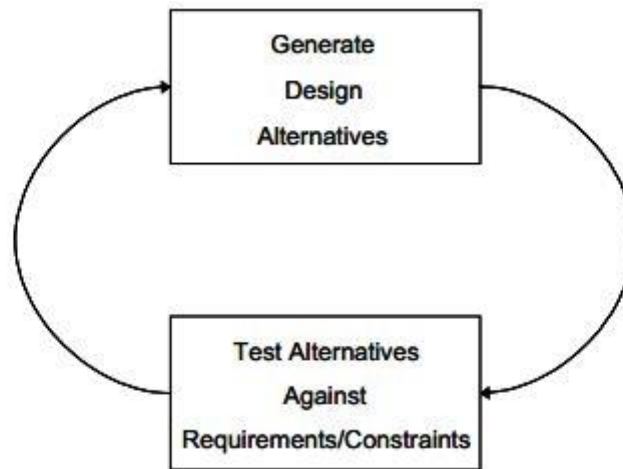 Generate
Design
Alternatives
Test Alternatives
Against
Requirements/Constraints